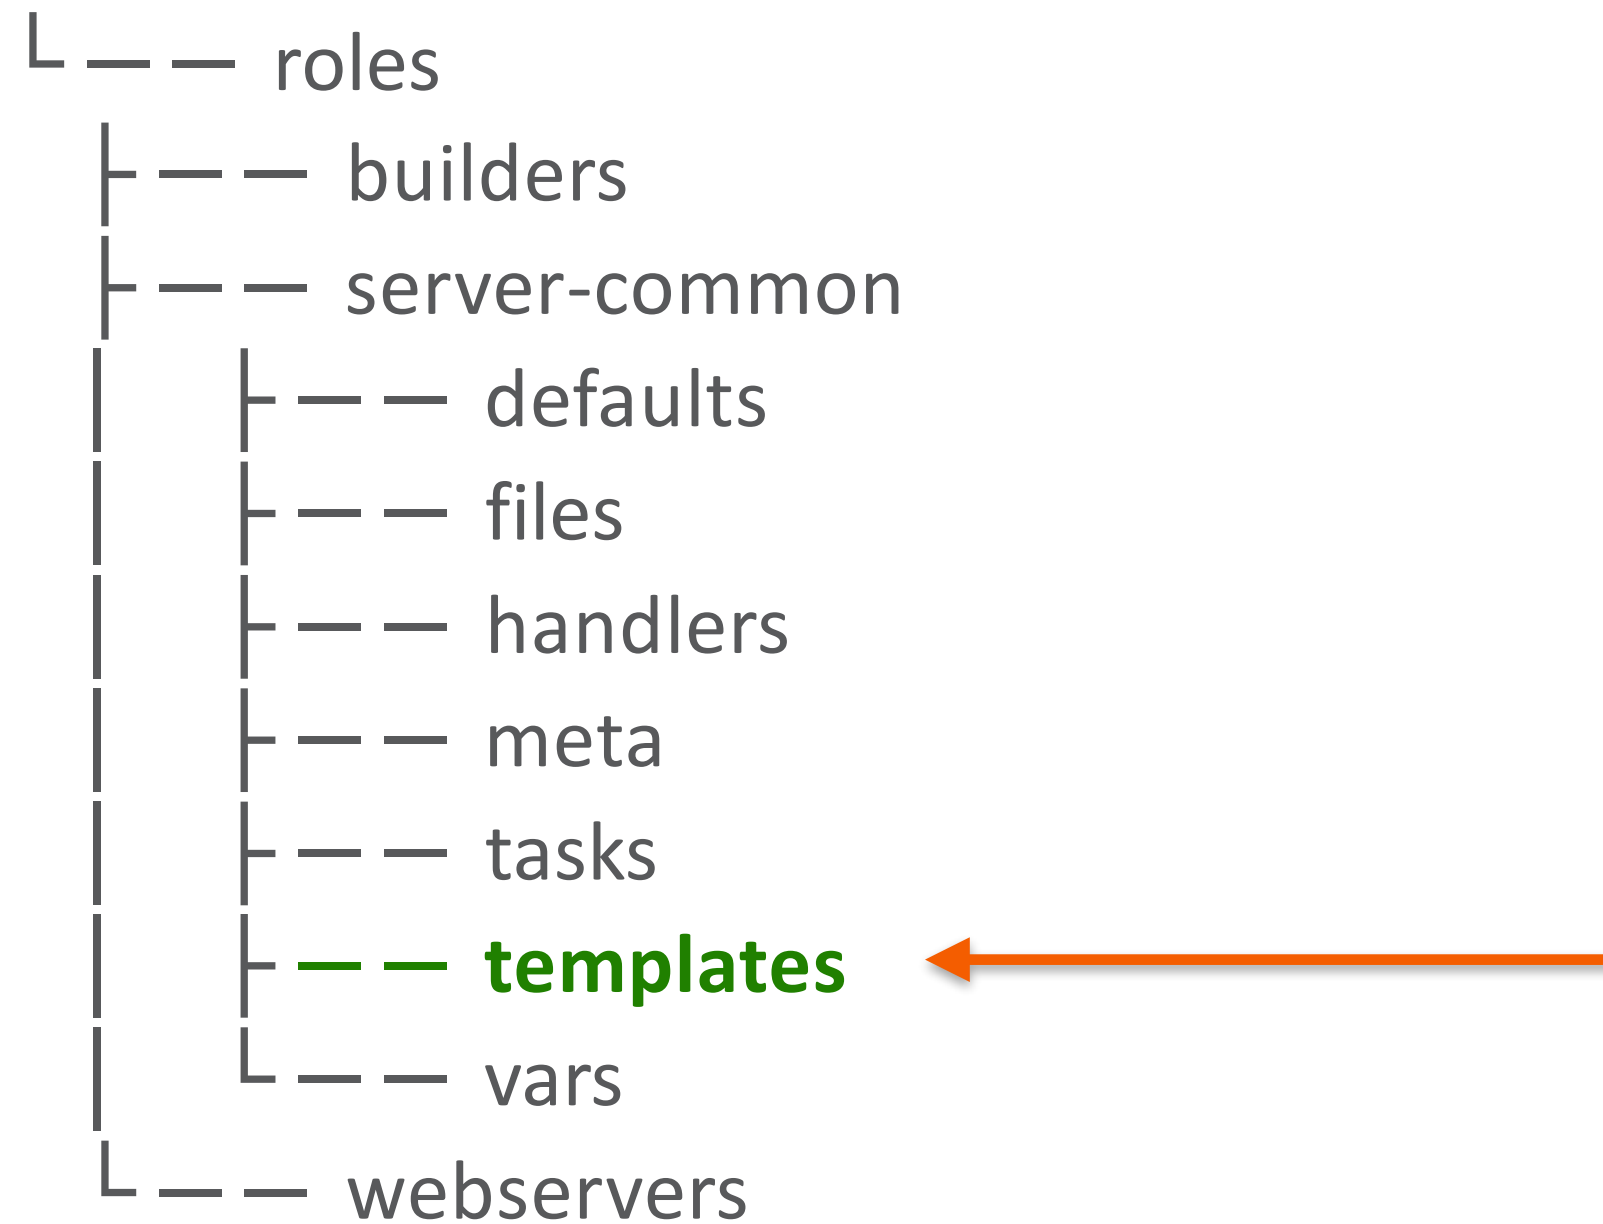 └── roles
├── builders
├── server-common
│ ├── defaults
│ ├── files
│ ├── handlers
│ ├── meta
│ ├── tasks
│ ├── templates
│ └── vars
└── webservers